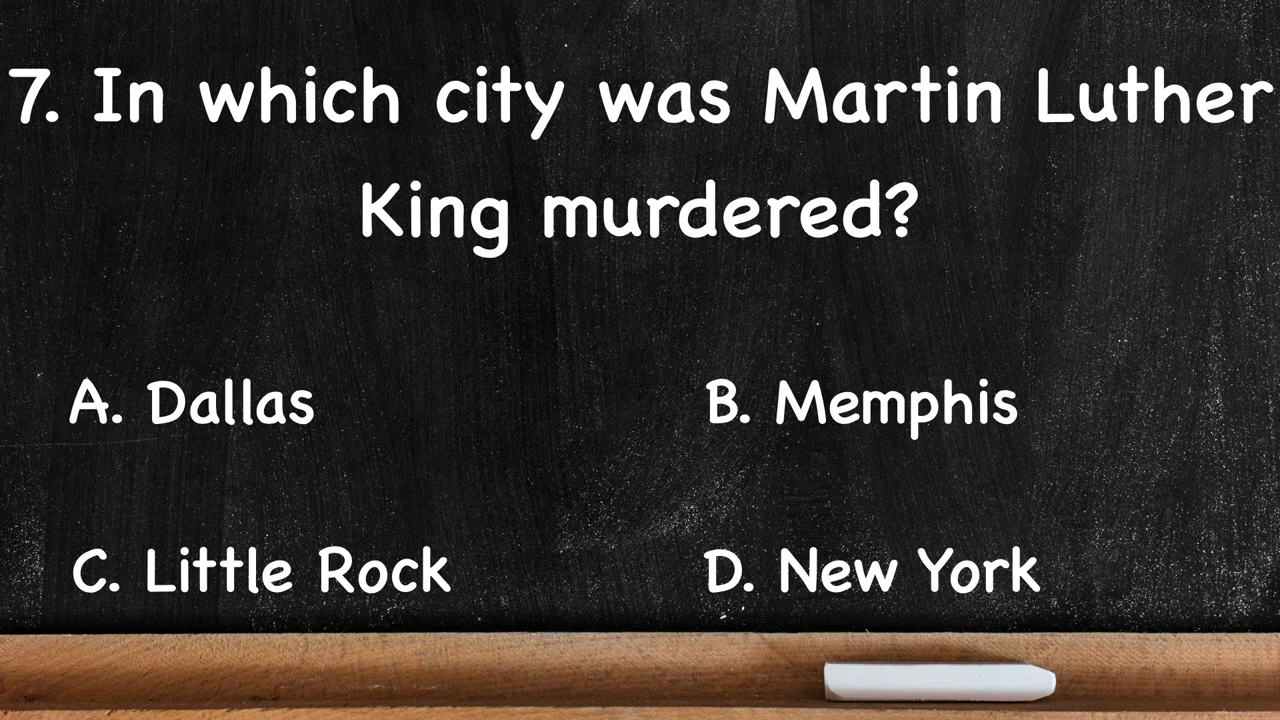 7. In which city was Martin Luther
King murdered?
A. Dallas
B. Memphis
C. Little Rock
D. New York